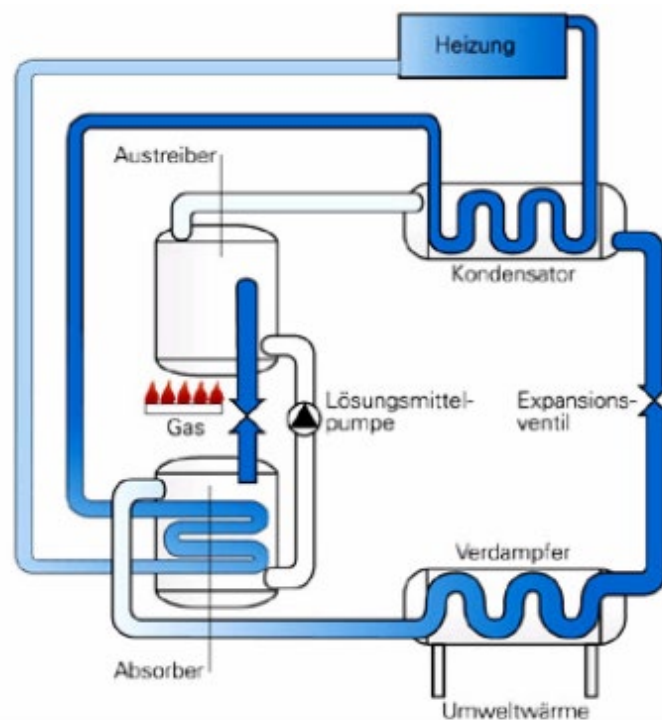 Heizung
Austreiber
Kondensator
Gas
Lösungsmittel-
pumpe
Expansions-
ventil
Verdampfer
Absorber
Umweltwärme